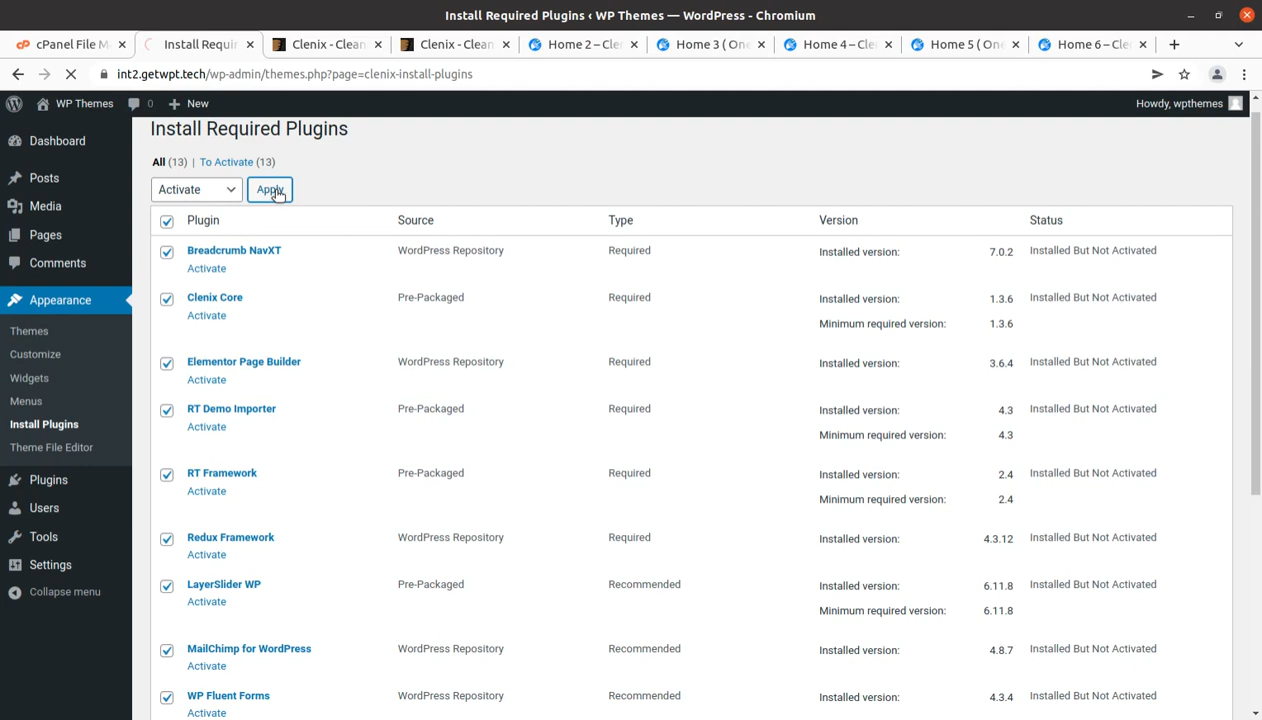 Install Required Plugins ‹ WP Themes — WordPress - Chromium
cPanel File M
Install Requir
Clenix - Clean
Clenix - Clean
Home 2 – Cle
Home 3 ( One
Home 4 – Cle
Home 5 ( One
Home 6 – Cle
int2.getwpt.tech/wp-admin/themes.php?page=clenix-install-plugins
WP Themes 0 New Howdy, wpthemes
Dashboard
Posts
Media
Pages
Comments
Appearance
Themes
Customize
Widgets
Menus
Install Plugins
Theme File Editor
Plugins
Users
Tools
Settings
Collapse menu
Install Required Plugins
All (13) | To Activate (13)
Activate Apply
Plugin Source Type Version Status
Breadcrumb NavXT WordPress Repository Required Installed version: 7.0.2 Installed But Not Activated
Activate
Clenix Core Pre-Packaged Required Installed version: 1.3.6 Installed But Not Activated
Activate Minimum required version: 1.3.6
Elementor Page Builder WordPress Repository Required Installed version: 3.6.4 Installed But Not Activated
Activate
RT Demo Importer Pre-Packaged Required Installed version: 4.3 Installed But Not Activated
Activate Minimum required version: 4.3
RT Framework Pre-Packaged Required Installed version: 2.4 Installed But Not Activated
Activate Minimum required version: 2.4
Redux Framework WordPress Repository Required Installed version: 4.3.12 Installed But Not Activated
Activate
LayerSlider WP Pre-Packaged Recommended Installed version: 6.11.8 Installed But Not Activated
Activate Minimum required version: 6.11.8
MailChimp for WordPress WordPress Repository Recommended Installed version: 4.8.7 Installed But Not Activated
Activate
WP Fluent Forms WordPress Repository Recommended Installed version: 4.3.4 Installed But Not Activated
Activate